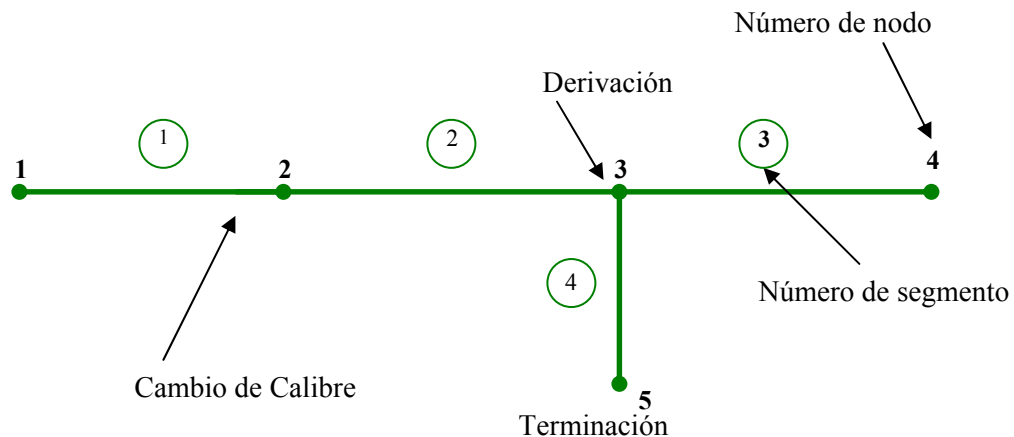 Número de nodo
Derivación
1
2
3
1
2
3
4
4
Número de segmento
Cambio de Calibre
5
Terminación